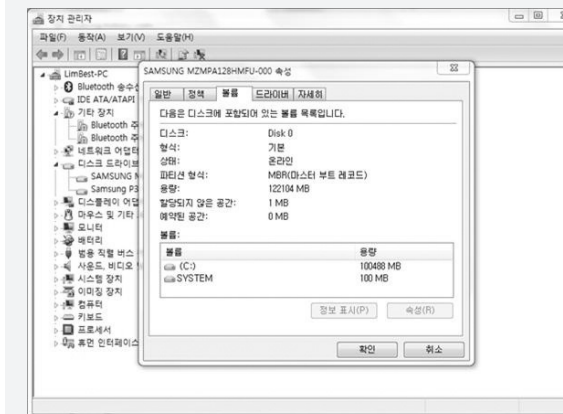 장치 관리자
파일(F) 동작(A) 보기(V) 도움말(H)
LimBest-PC
Bluetooth 송수신
IDE ATA/ATAPI
기타 장치
Bluetooth 주
Bluetooth 주
네트워크 어댑터
디스크 드라이브
SAMSUNG M
Samsung P3
디스플레이 어댑
마우스 및 기타
모니터
배터리
범용 직렬 버스
사운드, 비디오
시스템 장치
이미징 장치
컴퓨터
키보드
프로세서
휴먼 인터페이스
SAMSUNG MZMPA128HMFU-000 속성
일반 정책 볼륨 드라이버 자세히
다음은 디스크에 포함되어 있는 볼륨 목록입니다.
디스크: Disk 0
형식: 기본
상태: 온라인
파티션 형식: MBR(마스터 부트 레코드)
용량: 122104 MB
할당되지 않은 공간: 1 MB
예약된 공간: 0 MB
볼륨:
볼륨 용량
(C:) 100488 MB
SYSTEM 100 MB
정보 표시(P) 속성(R)
확인 취소